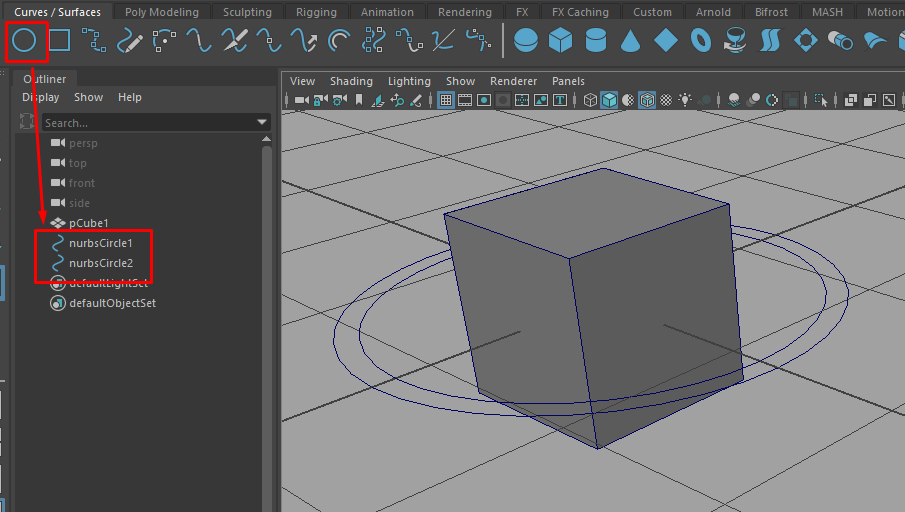 Curves / Surfaces Poly Modeling Sculpting Rigging Animation Rendering FX FX Caching Custom Arnold Bifrost MASH Motion
Outliner
Display Show Help
Search...
persp
top
front
side
pCube1
nurbsCircle1
nurbsCircle2
defaultLightSet
defaultObjectSet
View Shading Lighting Show Renderer Panels